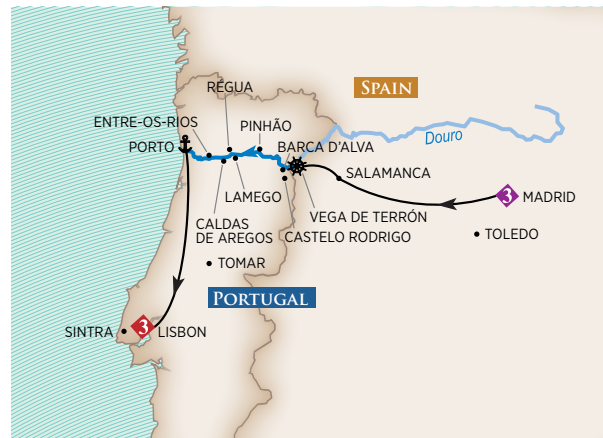 SPAIN
RÉGUA
ENTRE-OS-RIOS
PINHÃO
Douro
PORTO
BARCA D'ALVA
SALAMANCA
LAMEGO
3 MADRID
VEGA DE TERRÓN
CALDAS
DE AREGOS
CASTELO RODRIGO
TOLEDO
TOMAR
PORTUGAL
SINTRA
3 LISBON